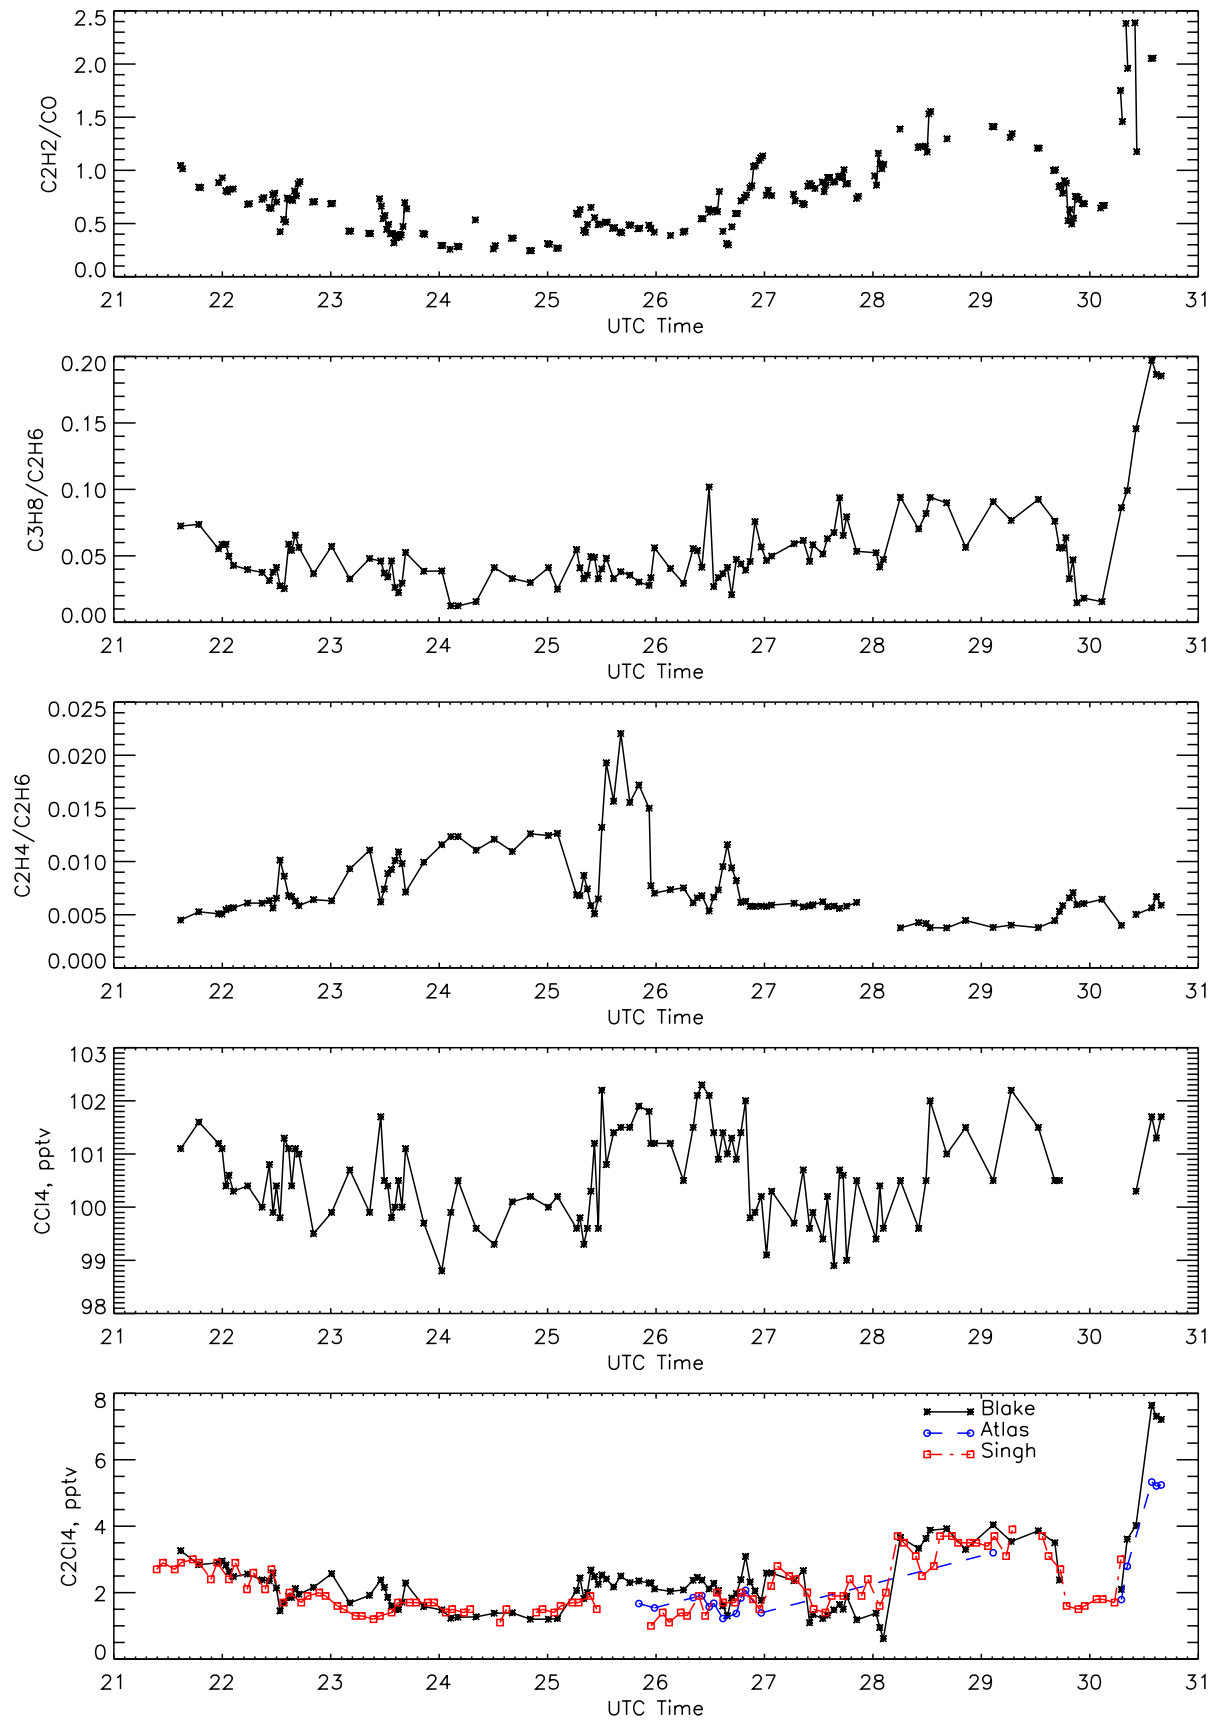 C2H2/CO
2.5
2.0
1.5
1.0
0.5
0.0
21 22 23 24 25 26 27 28 29 30 31
UTC Time
C3H8/C2H6
0.20
0.15
0.10
0.05
0.00
21 22 23 24 25 26 27 28 29 30 31
UTC Time
C2H4/C2H6
0.025
0.020
0.015
0.010
0.005
0.000
21 22 23 24 25 26 27 28 29 30 31
UTC Time
CCl4, pptv
103
102
101
100
99
98
21 22 23 24 25 26 27 28 29 30 31
UTC Time
C2Cl4, pptv
8
6
4
2
0
Blake
Atlas
Singh
21 22 23 24 25 26 27 28 29 30 31
UTC Time